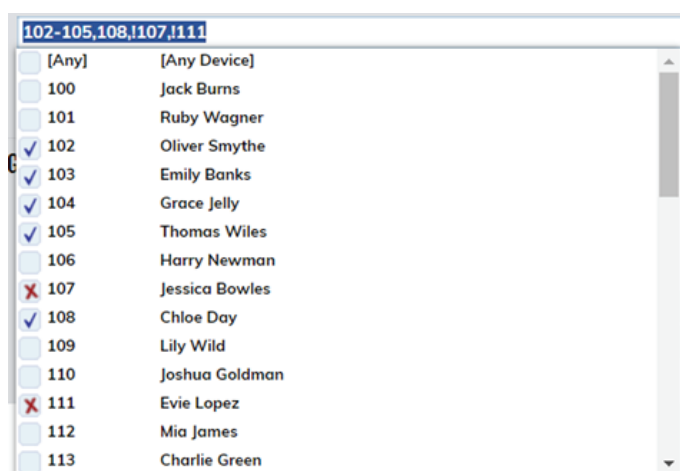 102-105,108,!107,!111
[Any] [Any Device]
100 Jack Burns
101 Ruby Wagner
102 Oliver Smythe
103 Emily Banks
104 Grace Jelly
105 Thomas Wiles
106 Harry Newman
107 Jessica Bowles
108 Chloe Day
109 Lily Wild
110 Joshua Goldman
111 Evie Lopez
112 Mia James
113 Charlie Green